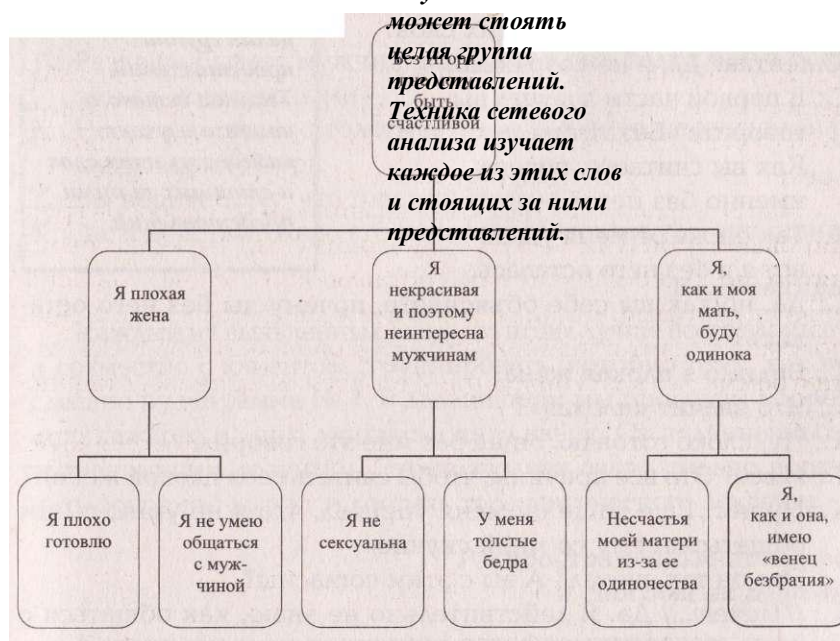 может стоять
целая группа
представлений.
Техника сетевого
анализа изучает
каждое из этих слов
и стоящих за ними
представлений.
Без Игоря
быть
счастливой
Я плохая
жена
Я
некрасивая
и поэтому
неинтересна
мужчинам
Я,
как и моя
мать,
буду
одинока
Я плохо
готовлю
Я не умею
общаться
с муж-
чиной
Я не
сексуальна
У меня
толстые
бедра
Несчастья
моей матери
из-за ее
одиночества
Я,
как и она,
имею
«венец
безбрачия»